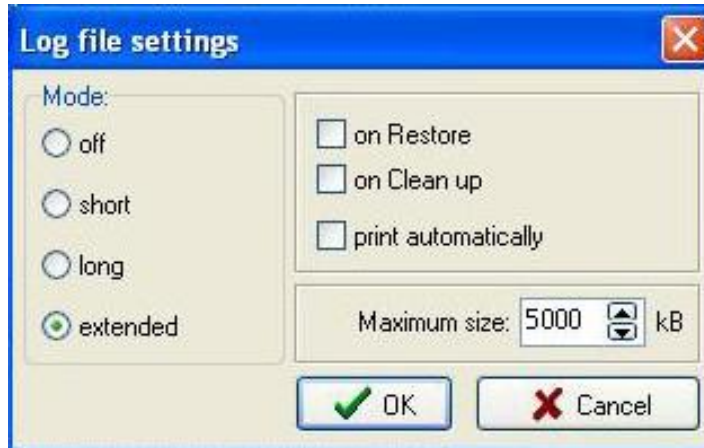 Log file settings
Mode:
off
short
long
extended
on Restore
on Clean up
print automatically
Maximum size: 5000 kB
OK
Cancel